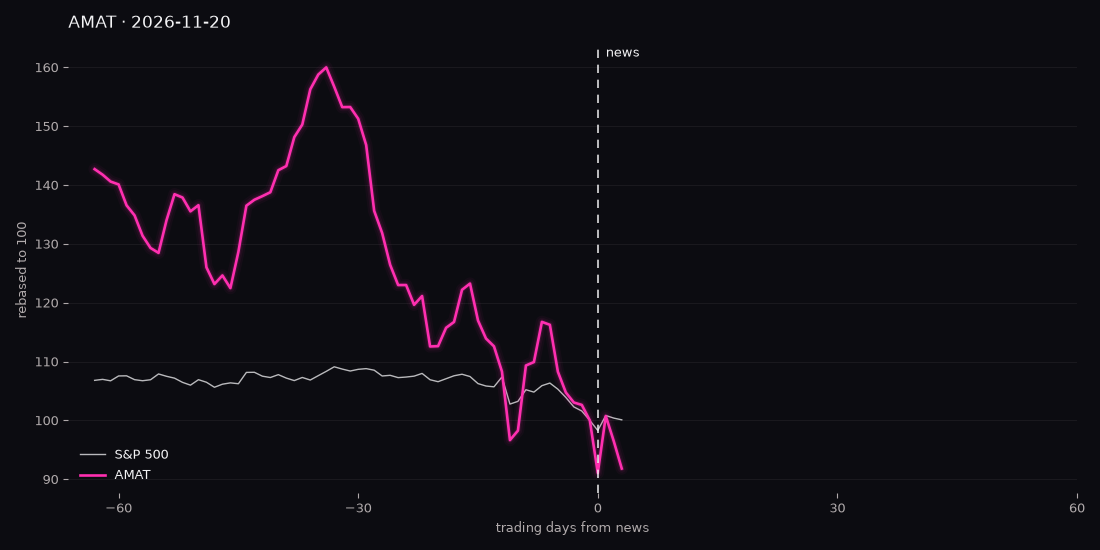 AMAT · 2026-11-20
news
160
150
140
130
120
110
100
90
rebased to 100
S&P 500
AMAT
−60
−30
0
30
60
trading days from news